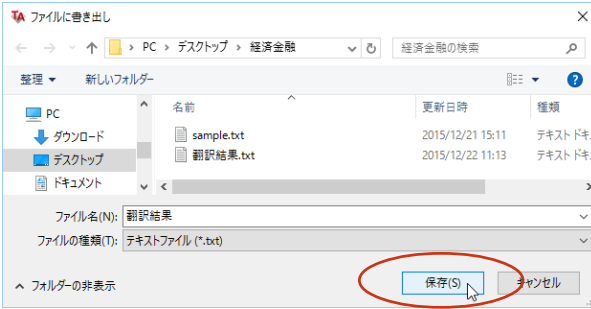 TA ファイルに書き出し
PC › デスクトップ › 経済金融 経済金融の検索
整理 新しいフォルダー
PC
ダウンロード
デスクトップ
ドキュメント
名前 更新日時 種類
sample.txt 2015/12/21 15:11 テキスト ドキ
翻訳結果.txt 2015/12/22 11:13 テキスト ドキ
ファイル名(N): 翻訳結果
ファイルの種類(T): テキストファイル (*.txt)
フォルダーの非表示 保存(S) キャンセル